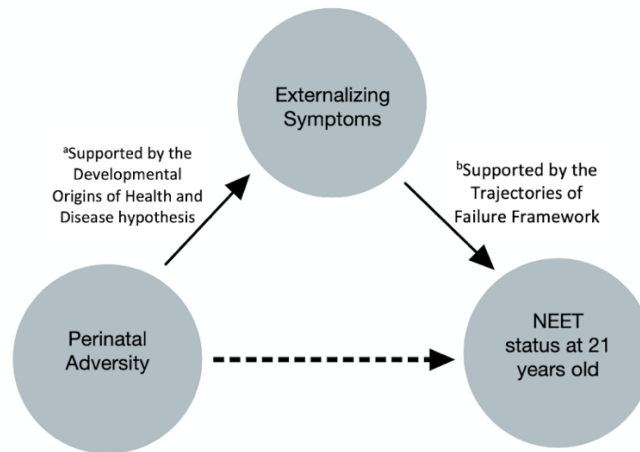 Externalizing
Symptoms
ᵃSupported by the
Developmental
Origins of Health and
Disease hypothesis
ᵇSupported by the
Trajectories of
Failure Framework
Perinatal
Adversity
NEET
status at 21
years old